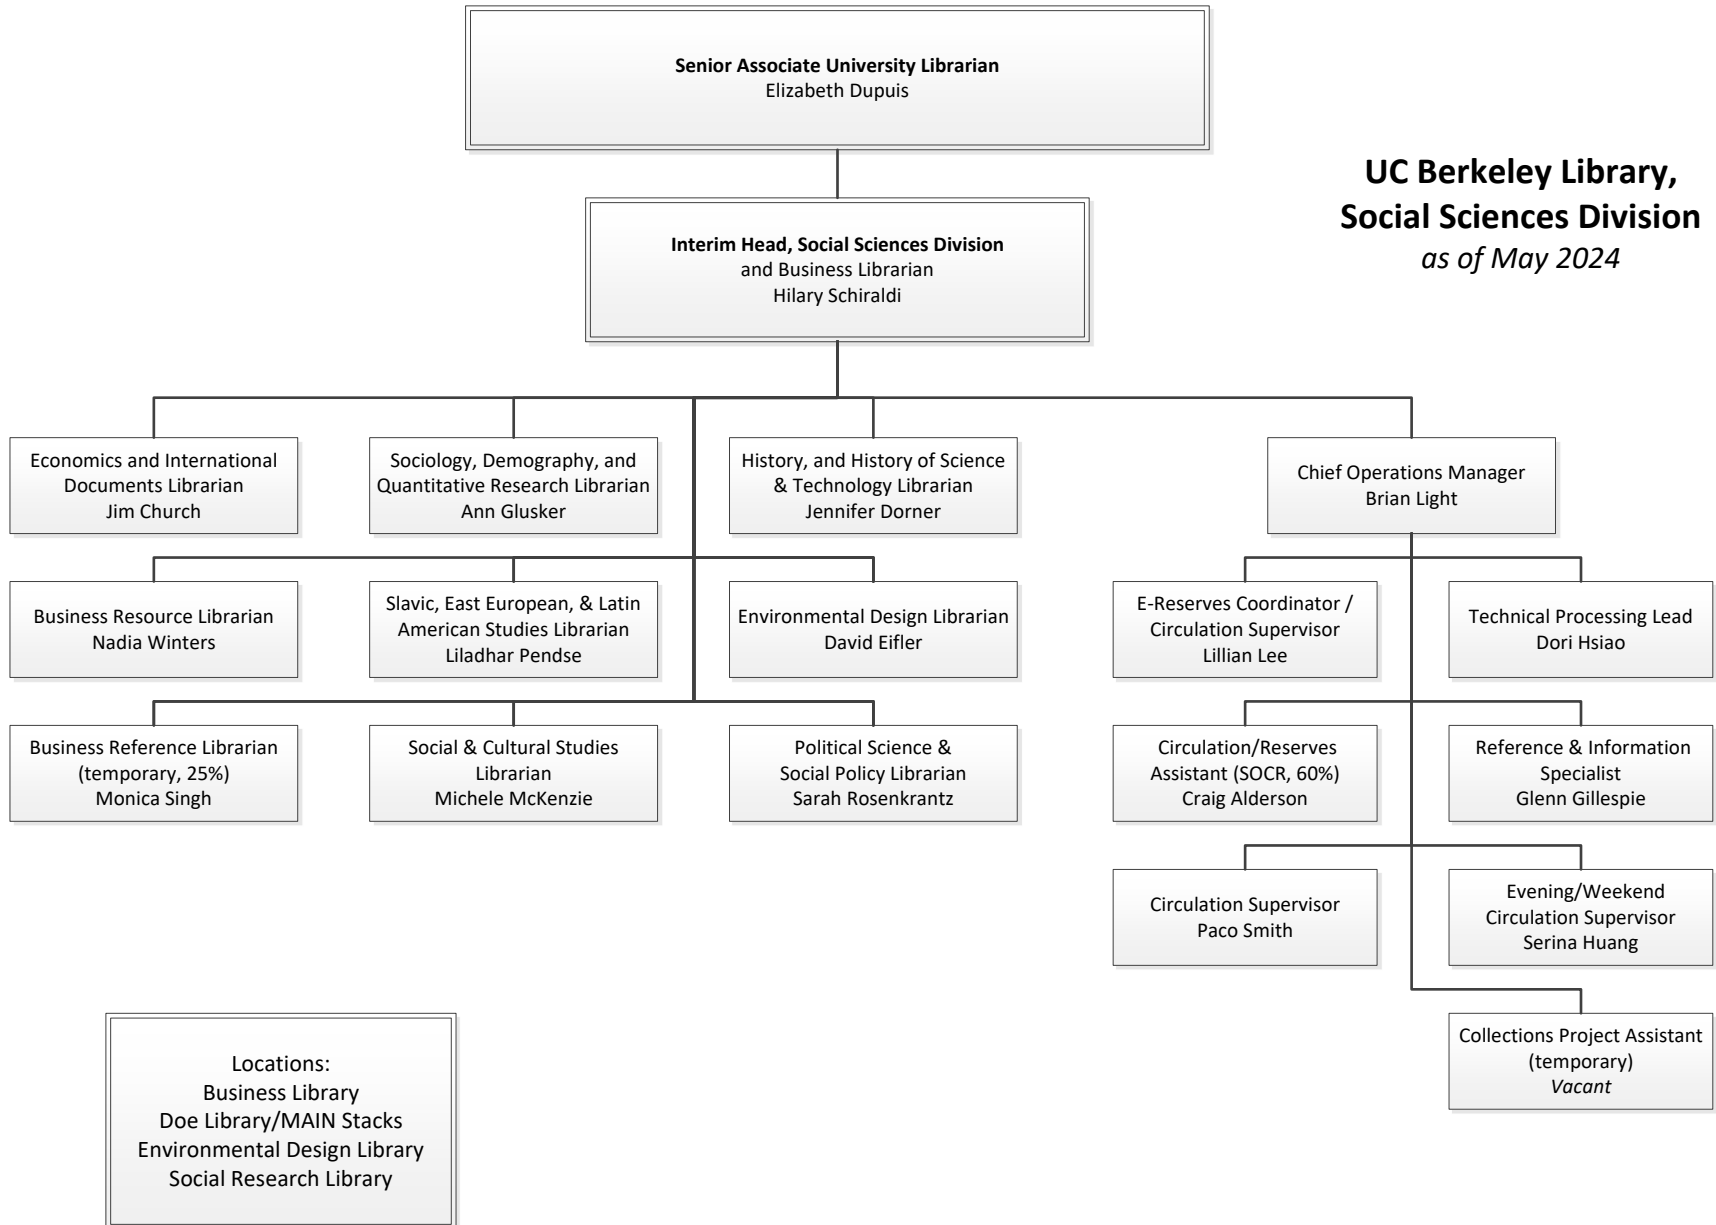 Senior Associate University Librarian
Elizabeth Dupuis
UC Berkeley Library,
Social Sciences Division
as of May 2024
Interim Head, Social Sciences Division
and Business Librarian
Hilary Schiraldi
Economics and International
Documents Librarian
Jim Church
Sociology, Demography, and
Quantitative Research Librarian
Ann Glusker
History, and History of Science
& Technology Librarian
Jennifer Dorner
Chief Operations Manager
Brian Light
Business Resource Librarian
Nadia Winters
Slavic, East European, & Latin
American Studies Librarian
Liladhar Pendse
Environmental Design Librarian
David Eifler
E-Reserves Coordinator /
Circulation Supervisor
Lillian Lee
Technical Processing Lead
Dori Hsiao
Business Reference Librarian
(temporary, 25%)
Monica Singh
Social & Cultural Studies
Librarian
Michele McKenzie
Political Science &
Social Policy Librarian
Sarah Rosenkrantz
Circulation/Reserves
Assistant (SOCR, 60%)
Craig Alderson
Reference & Information
Specialist
Glenn Gillespie
Circulation Supervisor
Paco Smith
Evening/Weekend
Circulation Supervisor
Serina Huang
Collections Project Assistant
(temporary)
Vacant
Locations:
Business Library
Doe Library/MAIN Stacks
Environmental Design Library
Social Research Library